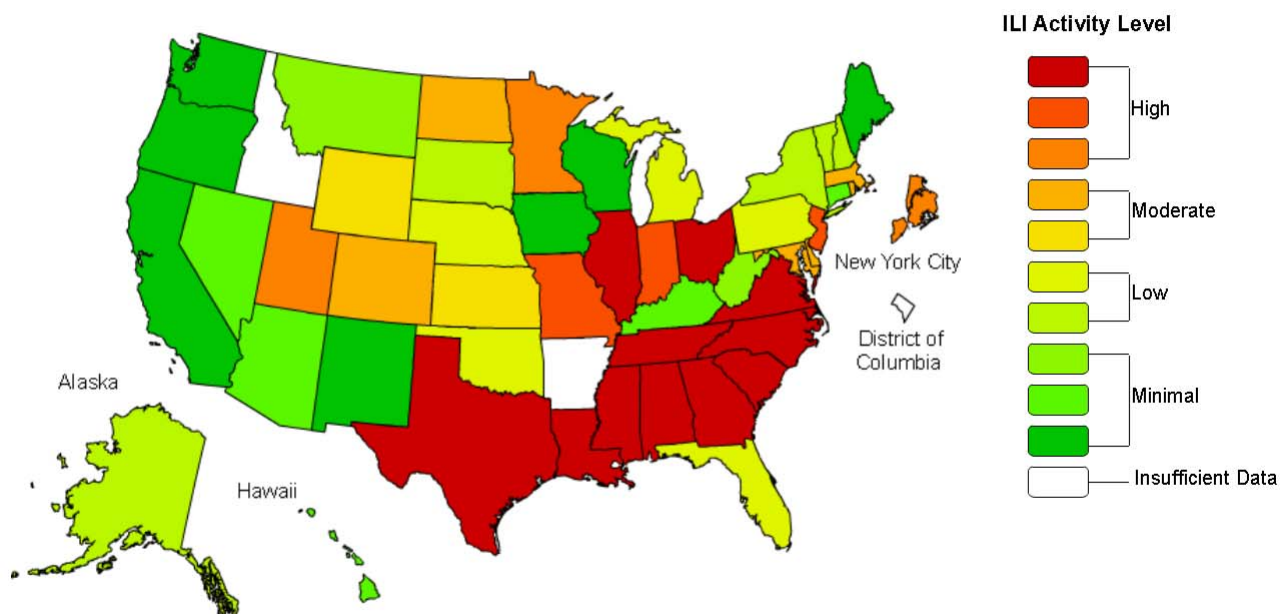 ILI Activity Level
High
Moderate
Low
Minimal
Insufficient Data
New York City
District of
Columbia
Alaska
Hawaii